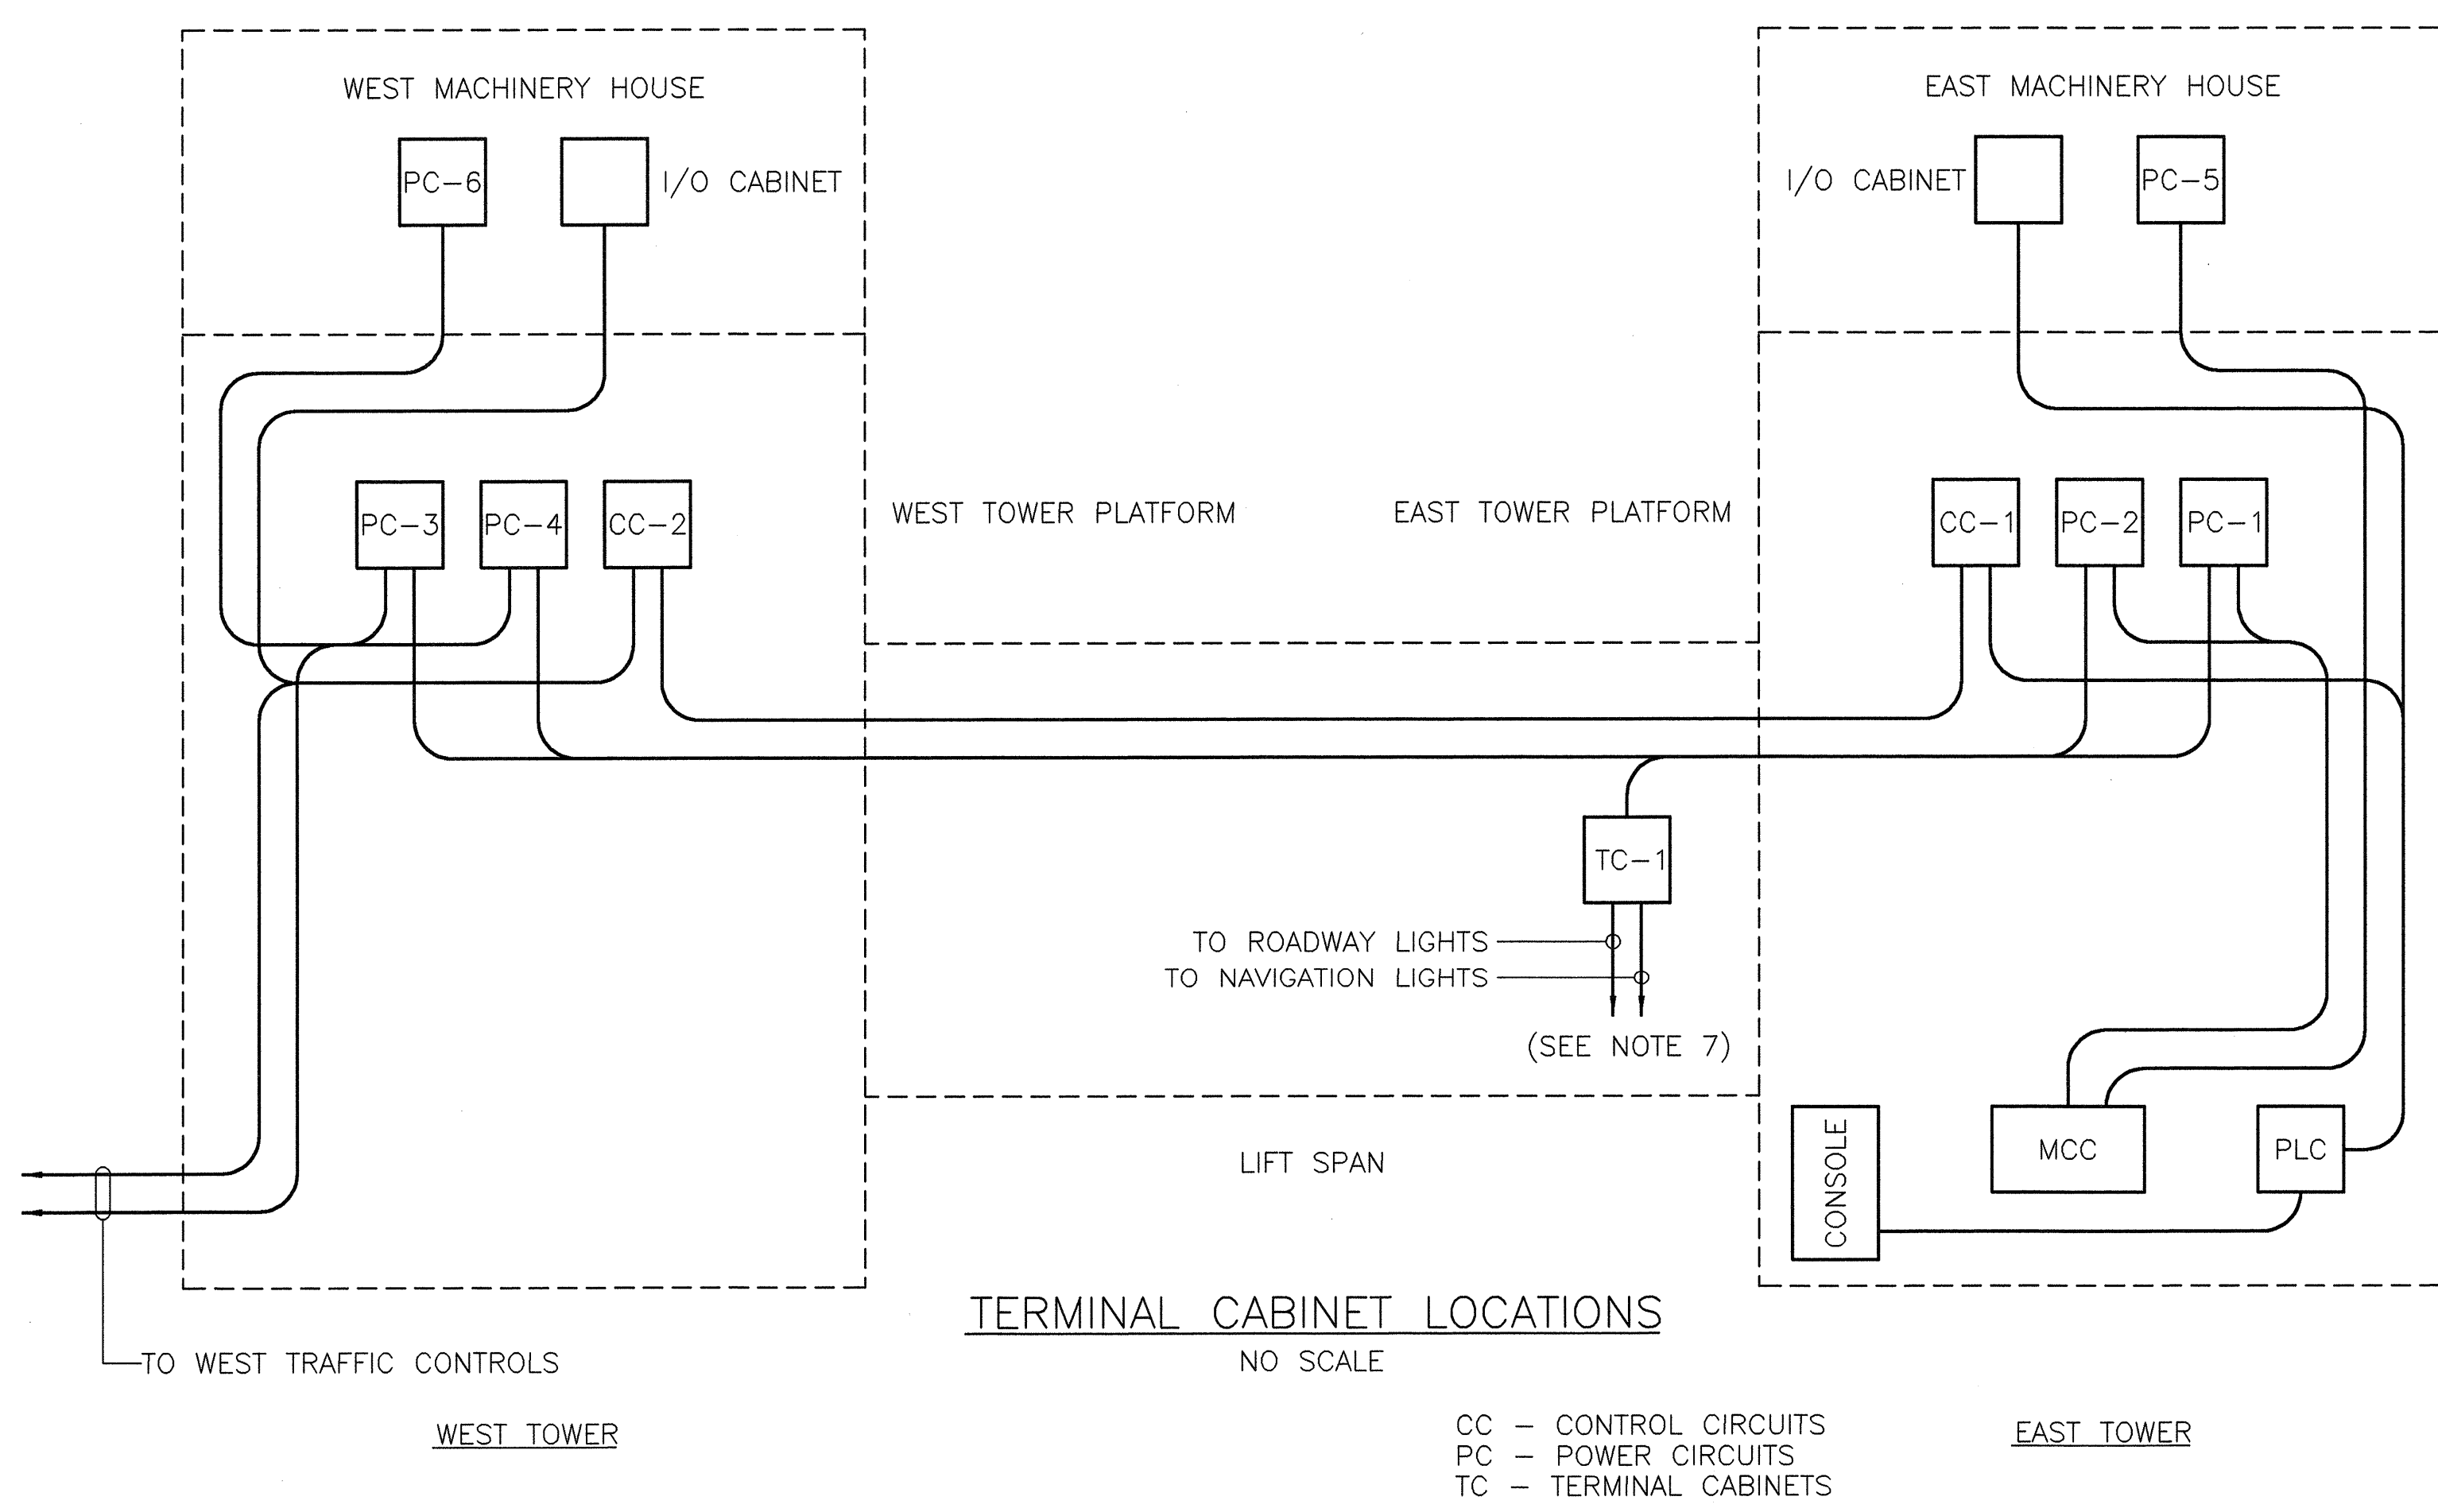 WEST MACHINERY HOUSE
EAST MACHINERY HOUSE
PC-6
I/O CABINET
I/O CABINET
PC-5
PC-3
PC-4
CC-2
WEST TOWER PLATFORM
EAST TOWER PLATFORM
CC-1
PC-2
PC-1
TC-1
TO ROADWAY LIGHTS
TO NAVIGATION LIGHTS
(SEE NOTE 7)
LIFT SPAN
CONSOLE
MCC
PLC
TERMINAL CABINET LOCATIONS
NO SCALE
TO WEST TRAFFIC CONTROLS
WEST TOWER
CC - CONTROL CIRCUITS
PC - POWER CIRCUITS
TC - TERMINAL CABINETS
EAST TOWER